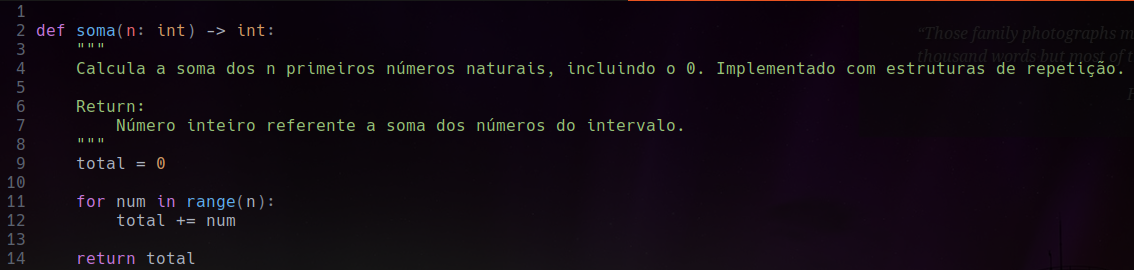 1
2 def soma(n: int) -> int:
3     """
4     Calcula a soma dos n primeiros números naturais, incluindo o 0. Implementado com estruturas de repetição.
5
6     Return:
7         Número inteiro referente a soma dos números do intervalo.
8     """
9     total = 0
10
11     for num in range(n):
12         total += num
13
14     return total
“Those family photographs m
thousand words but most of t